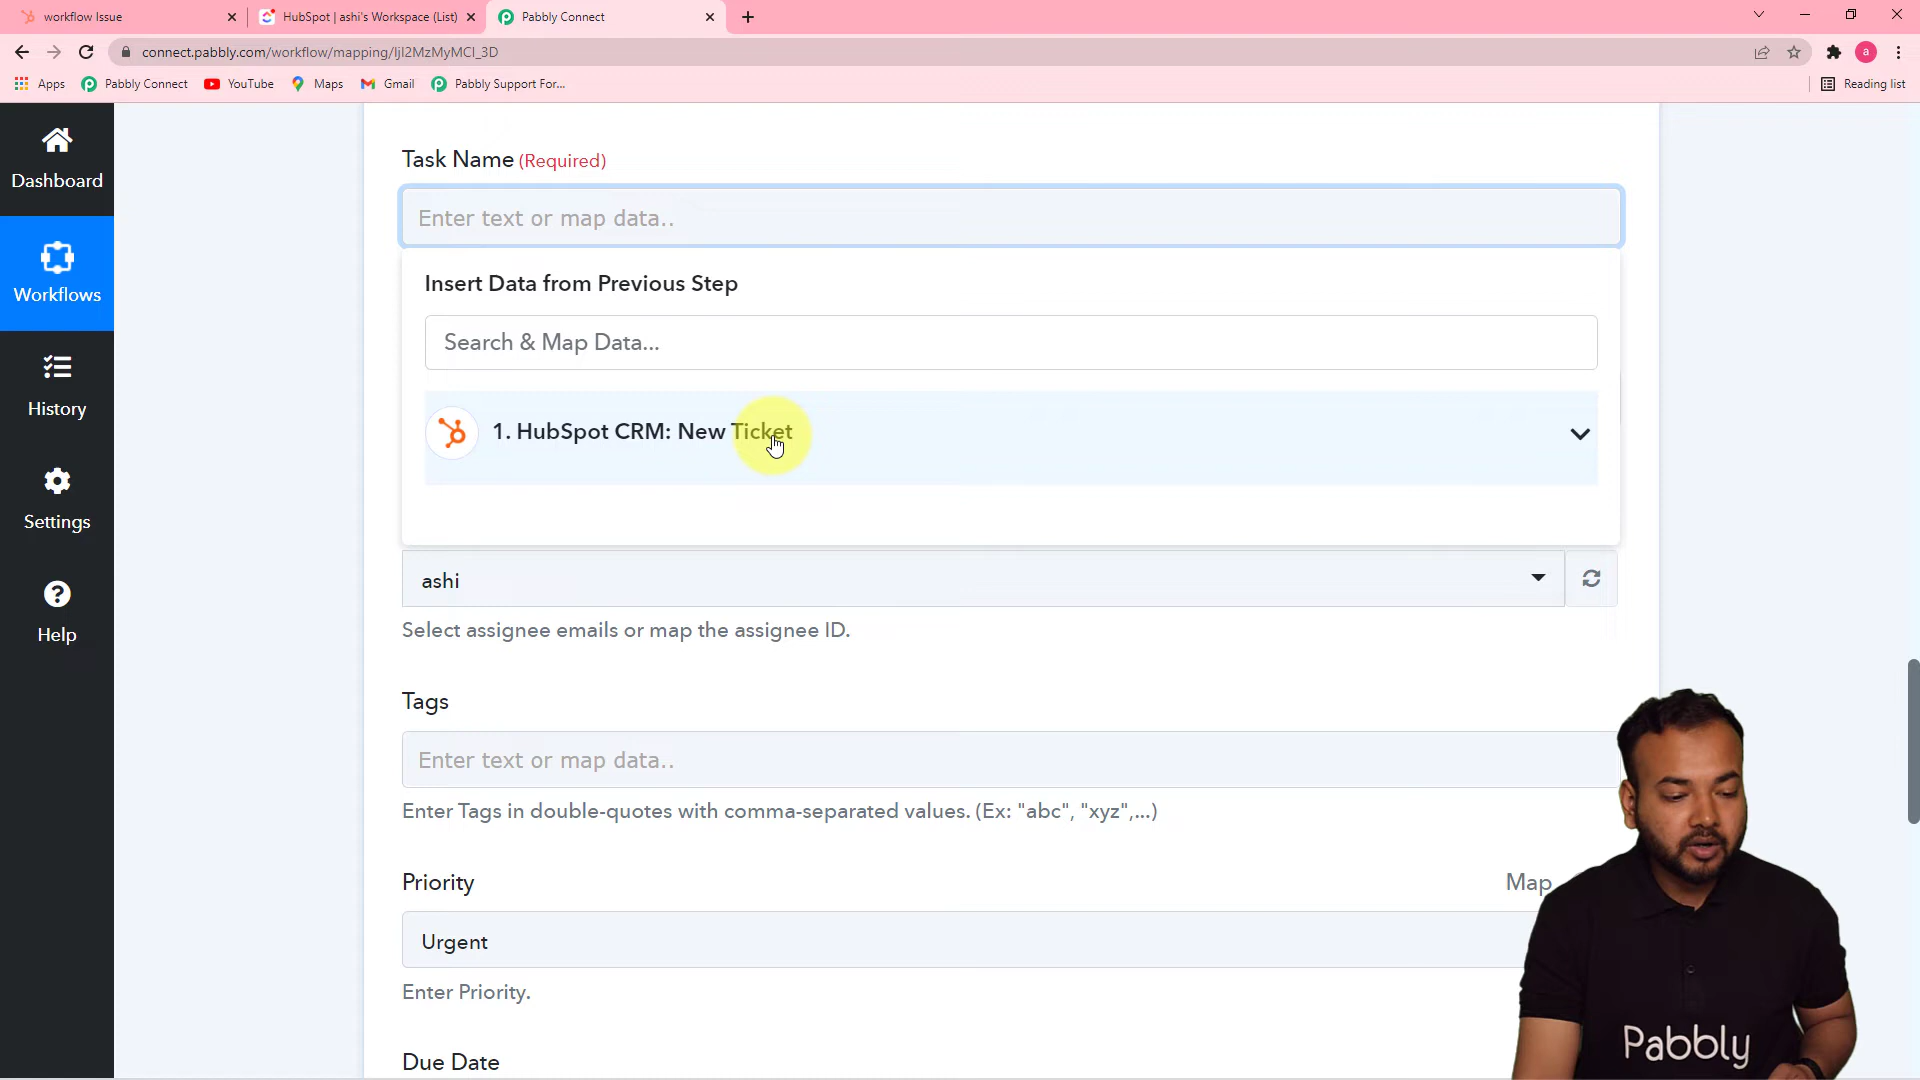 workflow Issue
HubSpot | ashi's Workspace (List)
Pabbly Connect
connect.pabbly.com/workflow/mapping/IjI2MzMyMCI_3D
a
Apps
Pabbly Connect
YouTube
Maps
Gmail
Pabbly Support For...
Reading list
Dashboard
Workflows
History
Settings
Help
Task Name (Required)
Enter text or map data..
Insert Data from Previous Step
Search & Map Data...
1. HubSpot CRM: New Ticket
ashi
Select assignee emails or map the assignee ID.
Tags
Enter text or map data..
Enter Tags in double-quotes with comma-separated values. (Ex: "abc", "xyz",...)
Priority
Map
Urgent
Enter Priority.
Due Date
Pabbly